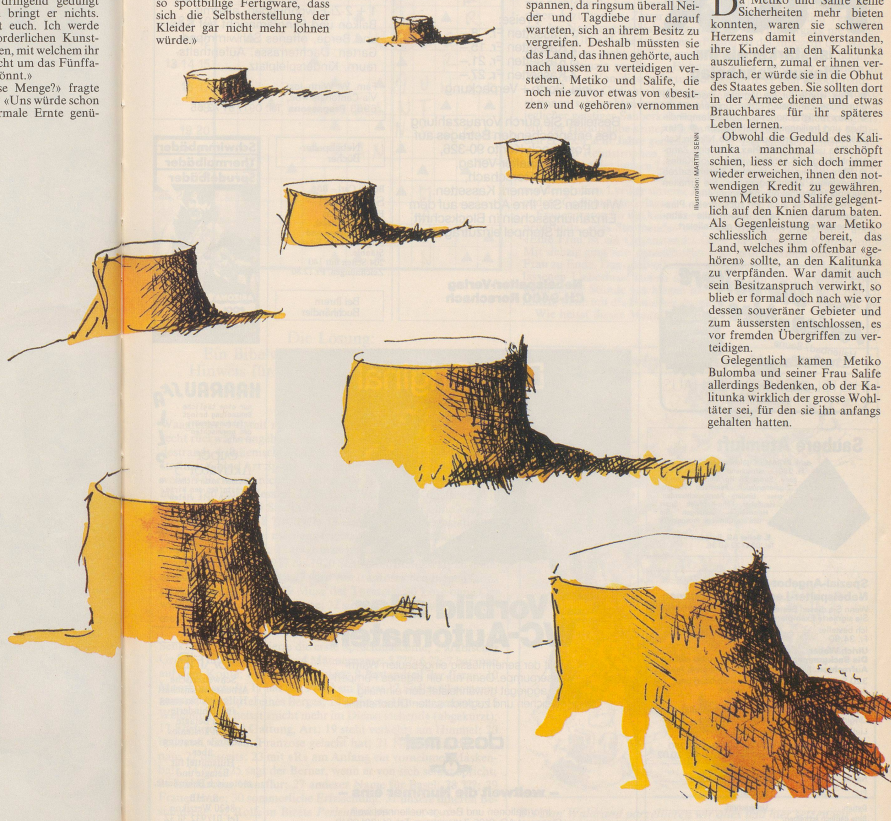 dringend gedüngt
bringt er nichts.
euch. Ich werde
orderlichen Kunst-
en, mit welchem ihr
cht um das Fünffa-
önnt.»
se Menge?» fragte
«Uns würde schon
rmale Ernte genü-
so spottbillige Fertigware, dass
sich die Selbstherstellung der
Kleider gar nicht mehr lohnen
würde.»
spannen, da ringsum überall Nei-
der und Tagdiebe nur darauf
warteten, sich an ihrem Besitz zu
vergreifen. Deshalb müssten sie
das Land, das ihnen gehörte, auch
nach aussen zu verteidigen ver-
stehen. Metiko und Salife, die
noch nie zuvor etwas von «besit-
zen» und «gehören» vernommen
Illustration: MARTIN SENN
Da Metiko und Salife keine
Sicherheiten mehr bieten
konnten, waren sie schweren
Herzens damit einverstanden,
ihre Kinder an den Kalitunka
auszuliefern, zumal er ihnen ver-
sprach, er würde sie in die Obhut
des Staates geben. Sie sollten dort
in der Armee dienen und etwas
Brauchbares für ihr späteres
Leben lernen.
Obwohl die Geduld des Kali-
tunka manchmal erschöpft
schien, liess er sich doch immer
wieder erweichen, ihnen den not-
wendigen Kredit zu gewähren,
wenn Metiko und Salife gelegent-
lich auf den Knien darum baten.
Als Gegenleistung war Metiko
schliesslich gerne bereit, das
Land, welches ihm offenbar «ge-
hören» sollte, an den Kalitunka
zu verpfänden. War damit auch
sein Besitzanspruch verwirkt, so
blieb er formal doch nach wie vor
dessen souveräner Gebieter und
zum äussersten entschlossen, es
vor fremden Übergriffen zu ver-
teidigen.
Gelegentlich kamen Metiko
Bulomba und seiner Frau Salife
allerdings Bedenken, ob der Ka-
litunka wirklich der grosse Wohl-
täter sei, für den sie ihn anfangs
gehalten hatten.
senn